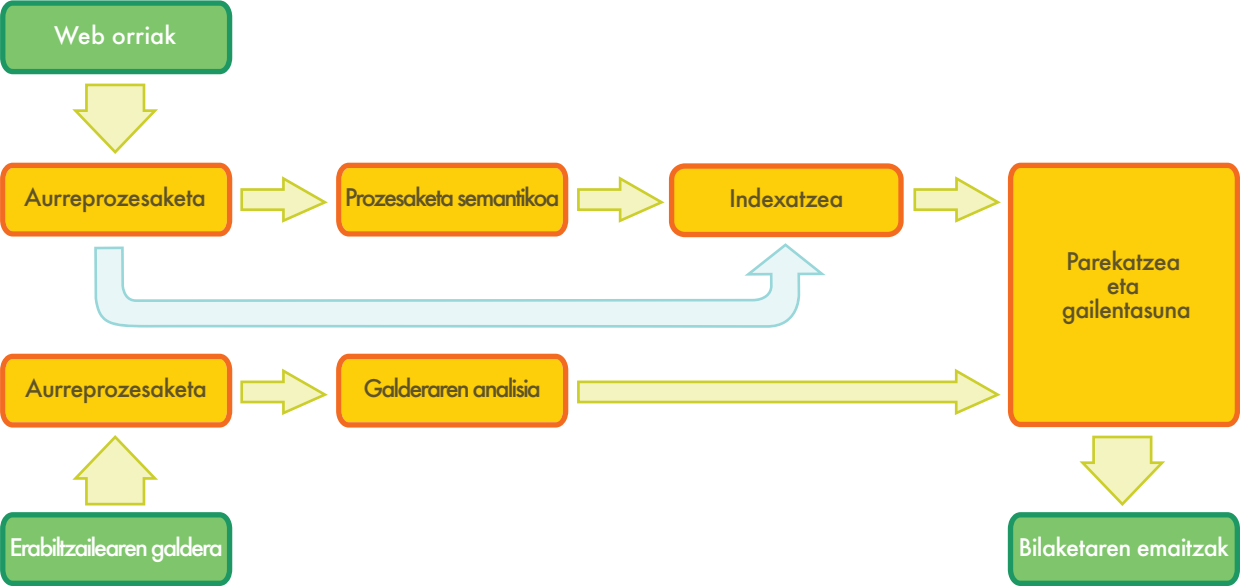 Web orriak
Aurreprozesaketa
Prozesaketa semantikoa
Indexatzea
Parekatzea
eta
gailentasuna
Aurreprozesaketa
Galderaren analisia
Erabiltzailearen galdera
Bilaketaren emaitzak